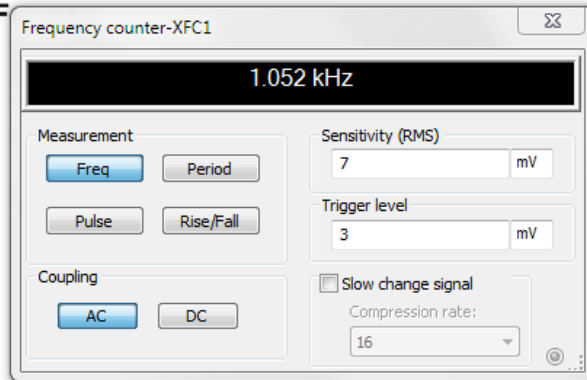 Frequency counter-XFC1
1.052 kHz
Measurement
Freq
Period
Pulse
Rise/Fall
Coupling
AC
DC
Sensitivity (RMS)
7 mV
Trigger level
3 mV
Slow change signal
Compression rate:
16